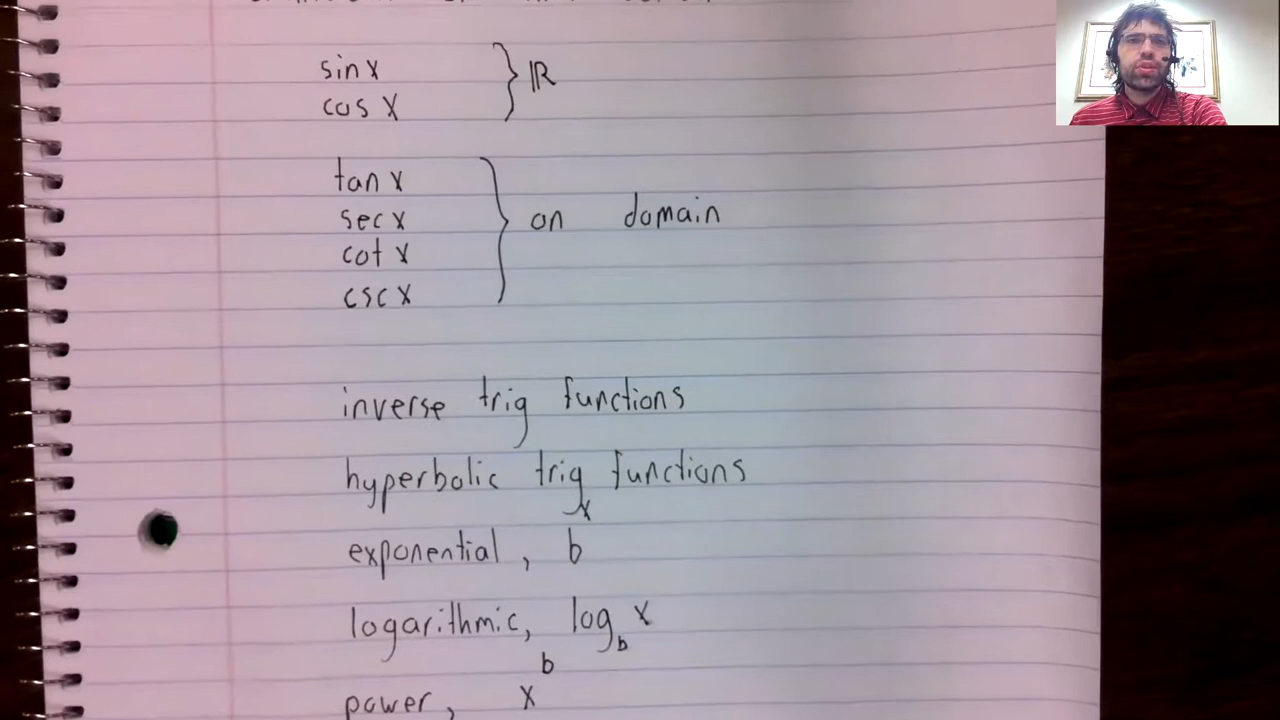 sin x } ℝ
cos x
tan x
sec x } on domain
cot x
csc x
inverse trig functions
hyperbolic trig functions
exponential, b^x
logarithmic, log_b x
power, x^b